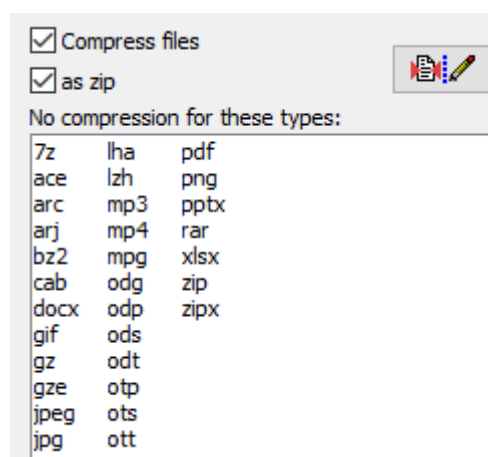 Compress files
as zip
No compression for these types:
7z lha pdf
ace lzh png
arc mp3 pptx
arj mp4 rar
bz2 mpg xlsx
cab odg zip
docx odp zipx
gif ods
gz odt
gze otp
jpeg ots
jpg ott